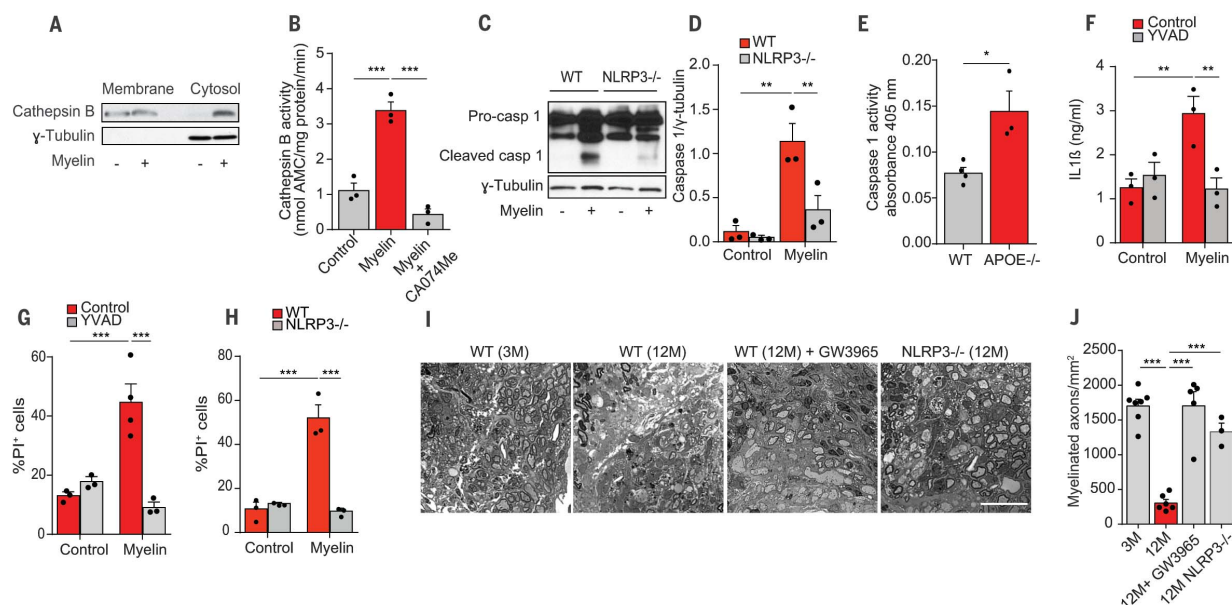 A
Membrane Cytosol
Cathepsin B
ɣ-Tubulin
Myelin - + - +
B
Cathepsin B activity
(nmol AMC/mg protein/min)
5
4
3
2
1
0
*** ***
Control
Myelin
Myelin
+
CA074Me
C
WT NLRP3-/-
Pro-casp 1
Cleaved casp 1
ɣ-Tubulin
Myelin - + - +
D
WT
NLRP3-/-
Caspase 1/ɣ-tubulin
2.0
1.5
1.0
0.5
0.0
** **
Control Myelin
E
Caspase 1 activity
absorbance 405 nm
0.20
0.15
0.10
0.05
0.00
*
WT APOE-/-
F
Control
YVAD
IL1ß (ng/ml)
4
3
2
1
0
** **
Control Myelin
G
Control
YVAD
%PI+ cells
60
40
20
0
*** ***
Control Myelin
H
WT
NLRP3-/-
%PI+ cells
80
60
40
20
0
*** ***
Control Myelin
I
WT (3M) WT (12M) WT (12M) + GW3965 NLRP3-/- (12M)
J
Myelinated axons/mm2
2500
2000
1500
1000
500
0
***
*** ***
3M
12M
12M+ GW3965
12M NLRP3-/-